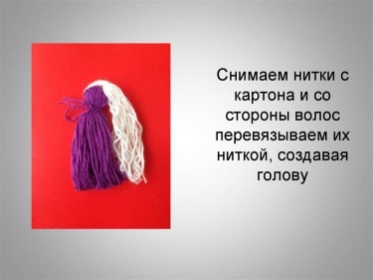 Снимаем нитки с
картона и со
стороны волос
перевязываем их
ниткой, создавая
голову